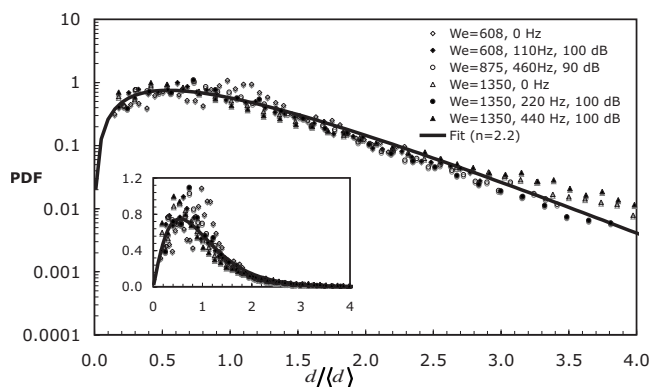 10
1
0.1
PDF
0.01
0.001
0.0001
We=608, 0 Hz
We=608, 110Hz, 100 dB
We=875, 460Hz, 90 dB
We=1350, 0 Hz
We=1350, 220 Hz, 100 dB
We=1350, 440 Hz, 100 dB
Fit (n=2.2)
1.2
0.8
0.4
0.0
0 1 2 3 4
0.0 0.5 1.0 1.5 2.0 2.5 3.0 3.5 4.0
d/⟨d⟩